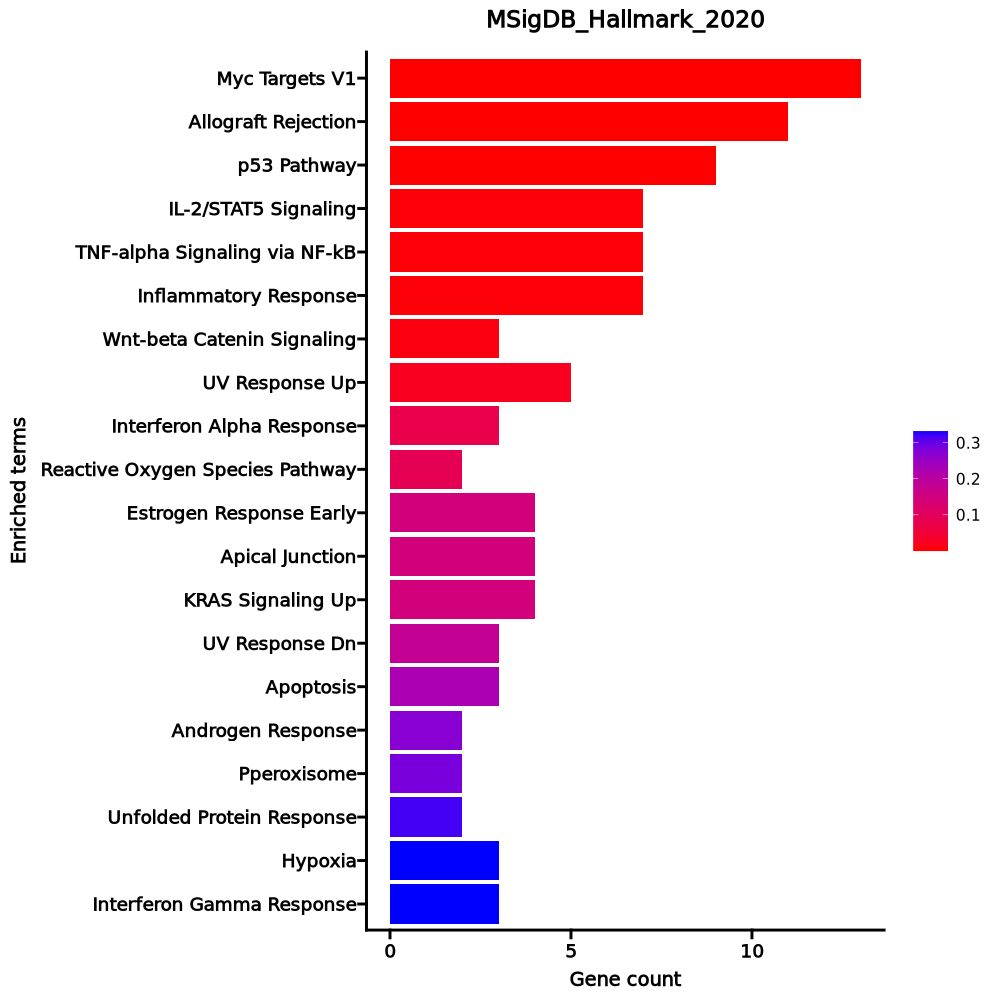 MSigDB_Hallmark_2020
Myc Targets V1
Allograft Rejection
p53 Pathway
IL-2/STAT5 Signaling
TNF-alpha Signaling via NF-kB
Inflammatory Response
Wnt-beta Catenin Signaling
UV Response Up
Interferon Alpha Response
Reactive Oxygen Species Pathway
Estrogen Response Early
Apical Junction
KRAS Signaling Up
UV Response Dn
Apoptosis
Androgen Response
Pperoxisome
Unfolded Protein Response
Hypoxia
Interferon Gamma Response
Enriched terms
0 5 10
Gene count
0.3
0.2
0.1